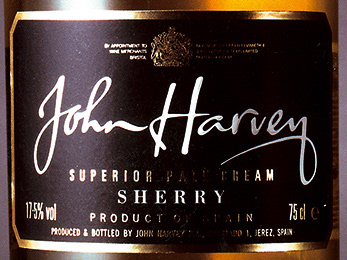 BY APPOINTMENT TO
WINE MERCHANTS
BRISTOL
John Harvey
SUPERIOR PALE CREAM
SHERRY
17·5% vol
75 cl e
PRODUCT OF SPAIN
PRODUCED & BOTTLED BY JOHN HARVEY 1, JEREZ, SPAIN